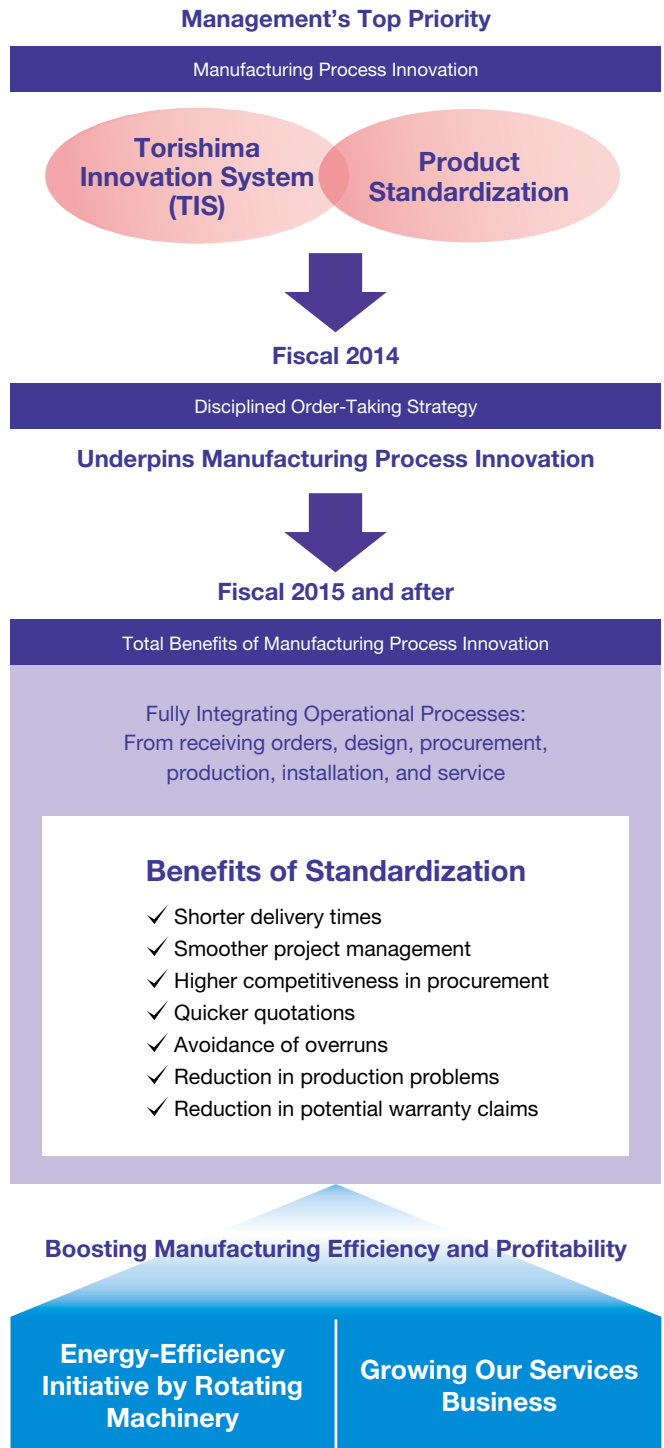 Management’s Top Priority
Manufacturing Process Innovation
Torishima
Innovation System
(TIS)
Product
Standardization
Fiscal 2014
Disciplined Order-Taking Strategy
Underpins Manufacturing Process Innovation
Fiscal 2015 and after
Total Benefits of Manufacturing Process Innovation
Fully Integrating Operational Processes:
From receiving orders, design, procurement,
production, installation, and service
Benefits of Standardization
✓ Shorter delivery times
✓ Smoother project management
✓ Higher competitiveness in procurement
✓ Quicker quotations
✓ Avoidance of overruns
✓ Reduction in production problems
✓ Reduction in potential warranty claims
Boosting Manufacturing Efficiency and Profitability
Energy-Efficiency
Initiative by Rotating
Machinery
Growing Our Services
Business